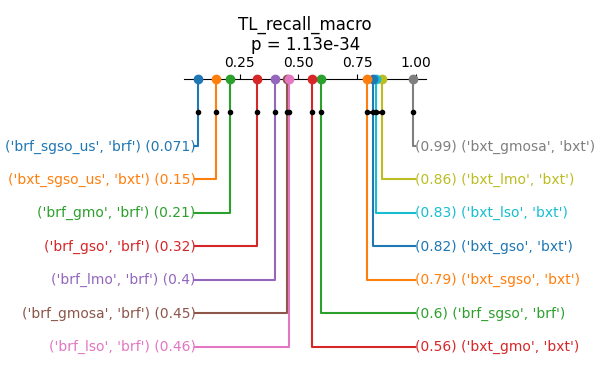 TL_recall_macro
p = 1.13e-34
0.25 0.50 0.75 1.00
('brf_sgso_us', 'brf') (0.071) (0.99) ('bxt_gmosa', 'bxt')
('bxt_sgso_us', 'bxt') (0.15) (0.86) ('bxt_lmo', 'bxt')
('brf_gmo', 'brf') (0.21) (0.83) ('bxt_lso', 'bxt')
('brf_gso', 'brf') (0.32) (0.82) ('bxt_gso', 'bxt')
('brf_lmo', 'brf') (0.4) (0.79) ('bxt_sgso', 'bxt')
('brf_gmosa', 'brf') (0.45) (0.6) ('brf_sgso', 'brf')
('brf_lso', 'brf') (0.46) (0.56) ('bxt_gmo', 'bxt')